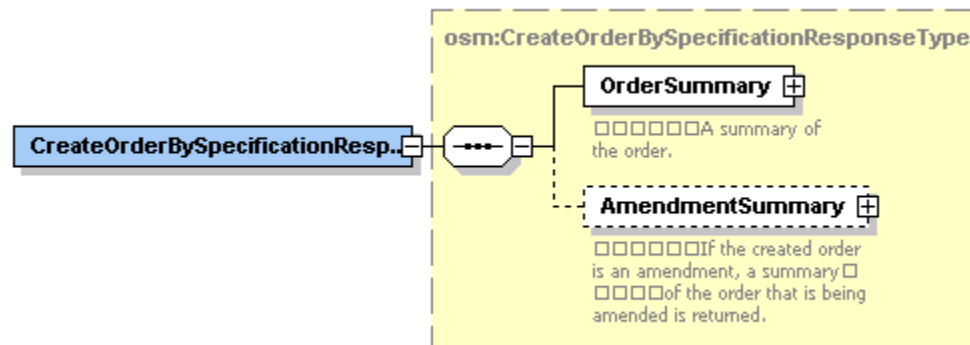 osm:CreateOrderBySpecificationResponseType
OrderSummary
□□□□□□A summary of
the order.
CreateOrderBySpecificationResp..
AmendmentSummary
□□□□□□If the created order
is an amendment, a summary□
□□□□of the order that is being
amended is returned.